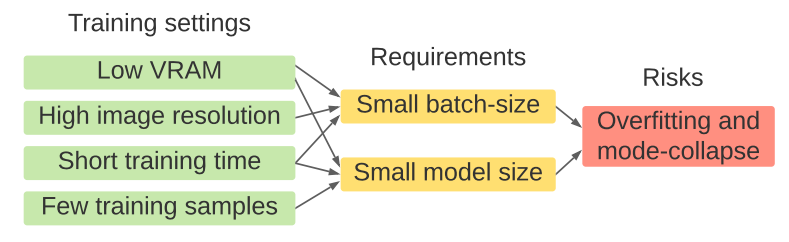 Training settings
Low VRAM
High image resolution
Short training time
Few training samples
Requirements
Small batch-size
Small model size
Risks
Overfitting and
mode-collapse